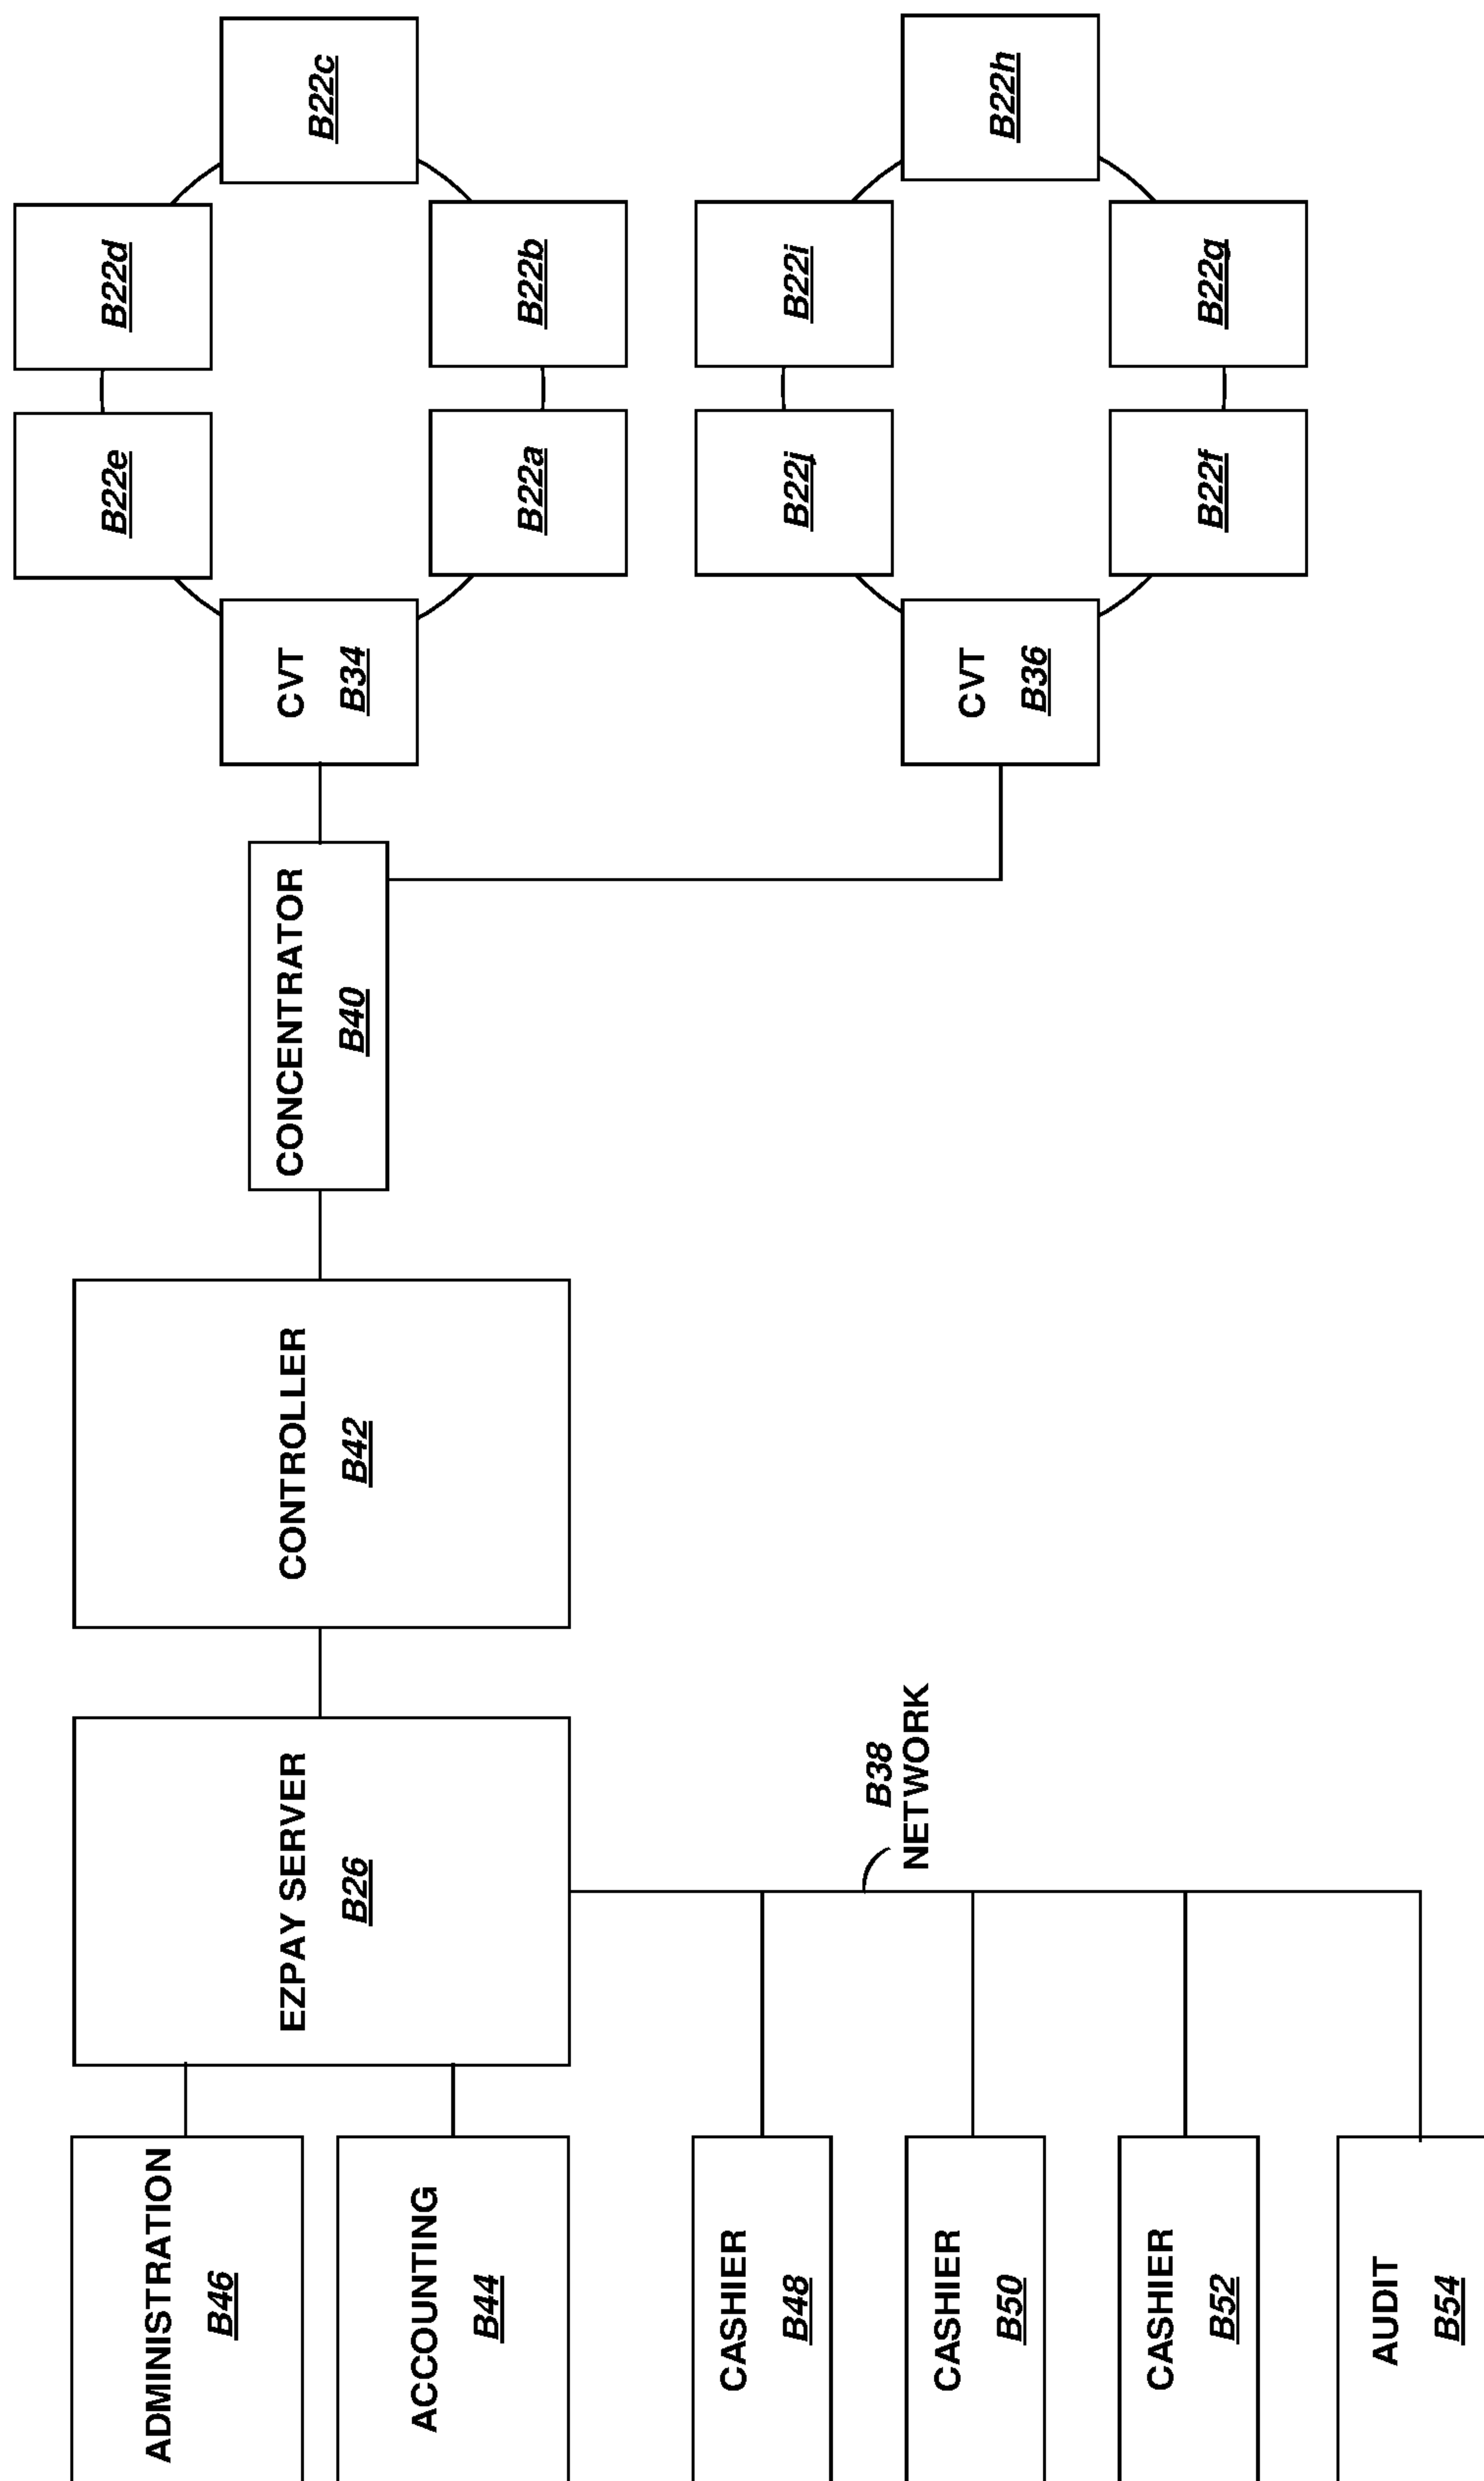 ADMINISTRATION
B46
ACCOUNTING
B44
CASHIER
B48
CASHIER
B50
CASHIER
B52
AUDIT
B54
EZPAY SERVER
B26
B38
NETWORK
CONTROLLER
B42
CONCENTRATOR
B40
CVT
B34
CVT
B36
B22e
B22a
B22j
B22f
B22d
B22b
B22i
B22g
B22c
B22h